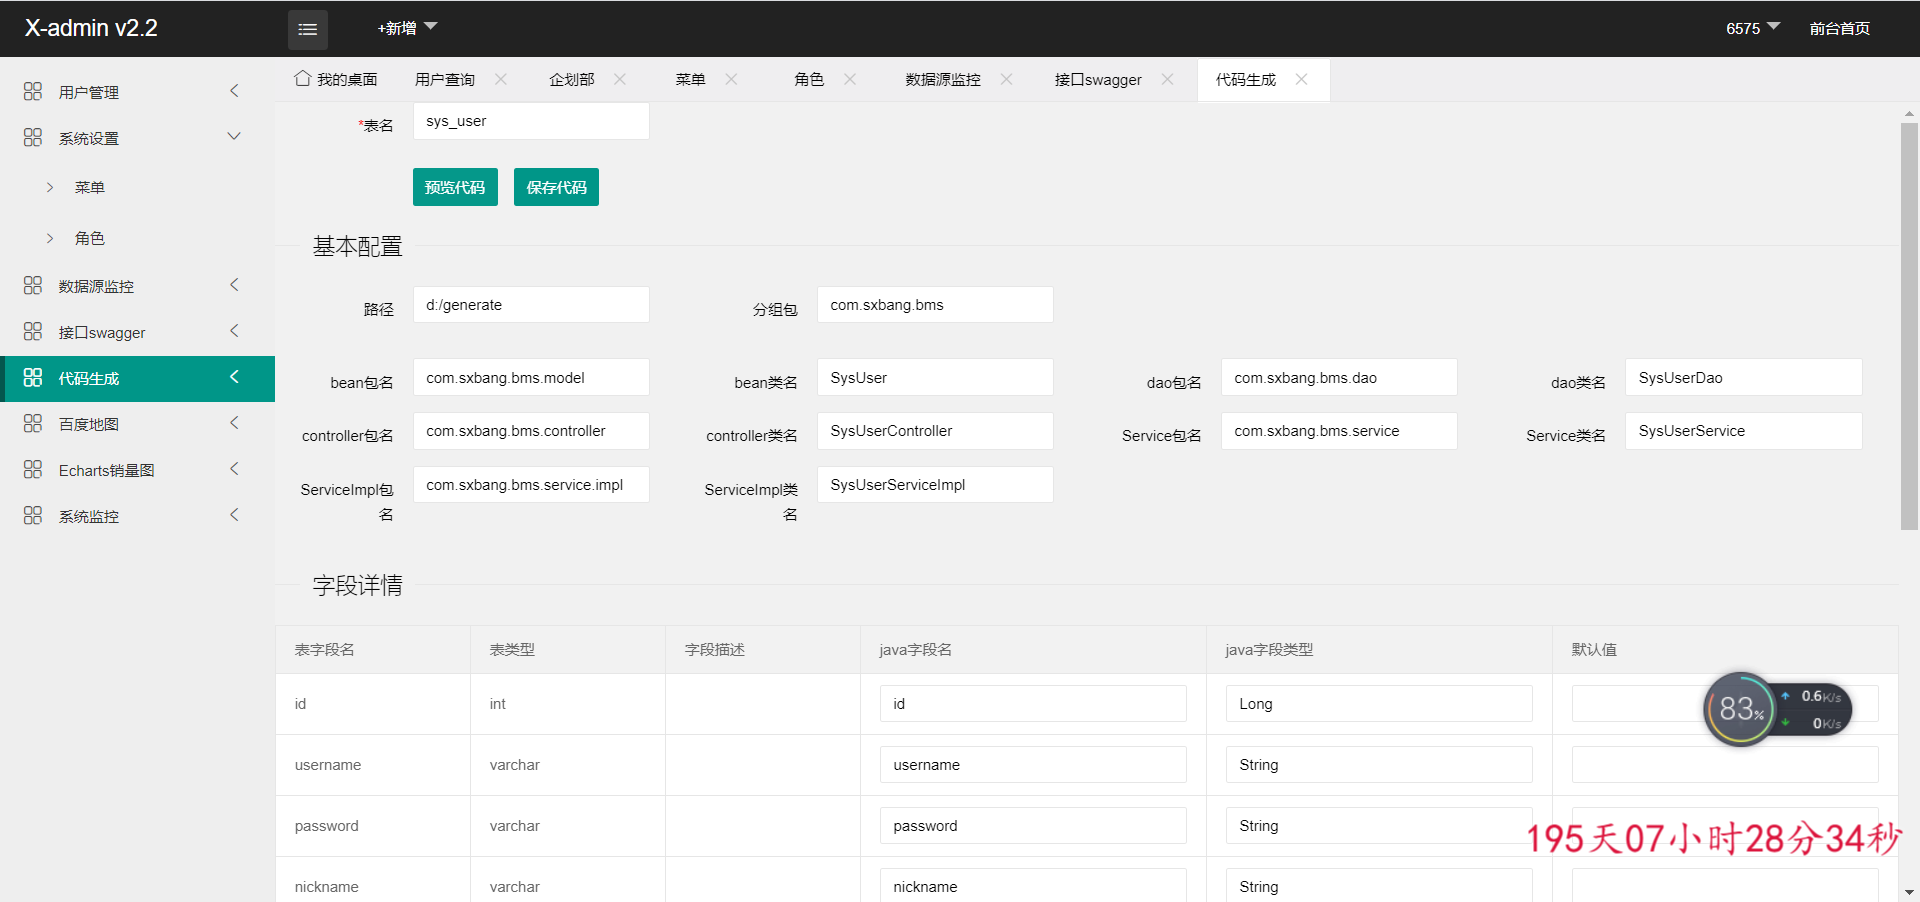 X-admin v2.2
+新增
6575
前台首页
用户管理
系统设置
菜单
角色
数据源监控
接口swagger
代码生成
百度地图
Echarts销量图
系统监控
我的桌面 用户查询 企划部 菜单 角色 数据源监控 接口swagger 代码生成
*表名 sys_user
预览代码 保存代码
基本配置
路径 d:/generate 分组包 com.sxbang.bms
bean包名 com.sxbang.bms.model bean类名 SysUser dao包名 com.sxbang.bms.dao dao类名 SysUserDao
controller包名 com.sxbang.bms.controller controller类名 SysUserController Service包名 com.sxbang.bms.service Service类名 SysUserService
ServiceImpl包名 com.sxbang.bms.service.impl ServiceImpl类名 SysUserServiceImpl
字段详情
表字段名 表类型 字段描述 java字段名 java字段类型 默认值
id int id Long
83% 0.6K/s
0K/s
username varchar username String
password varchar password String
195天07小时28分34秒
nickname varchar nickname String